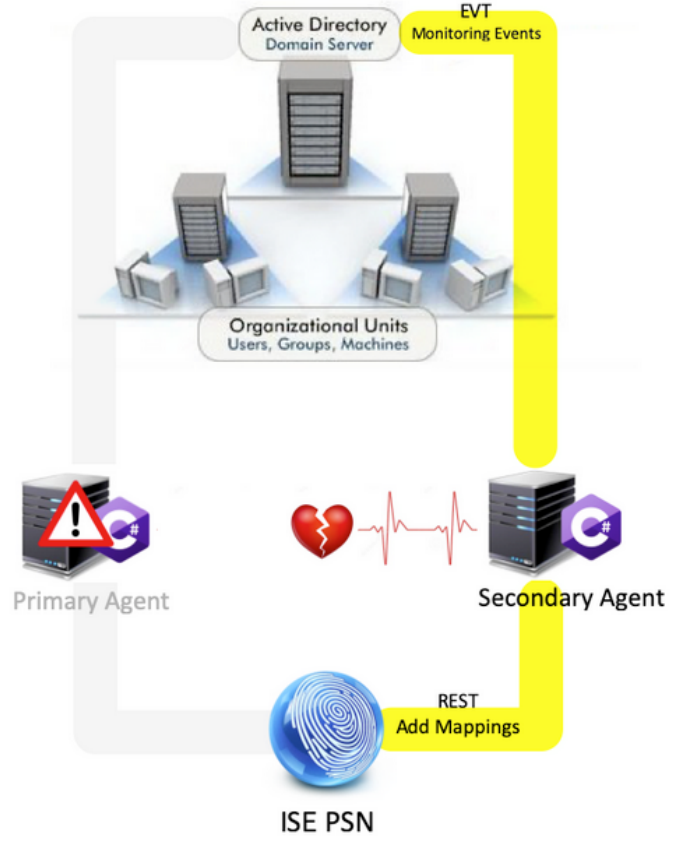 Active Directory
Domain Server
EVT
Monitoring Events
Organizational Units
Users, Groups, Machines
C#
C#
Primary Agent
Secondary Agent
REST
Add Mappings
ISE PSN